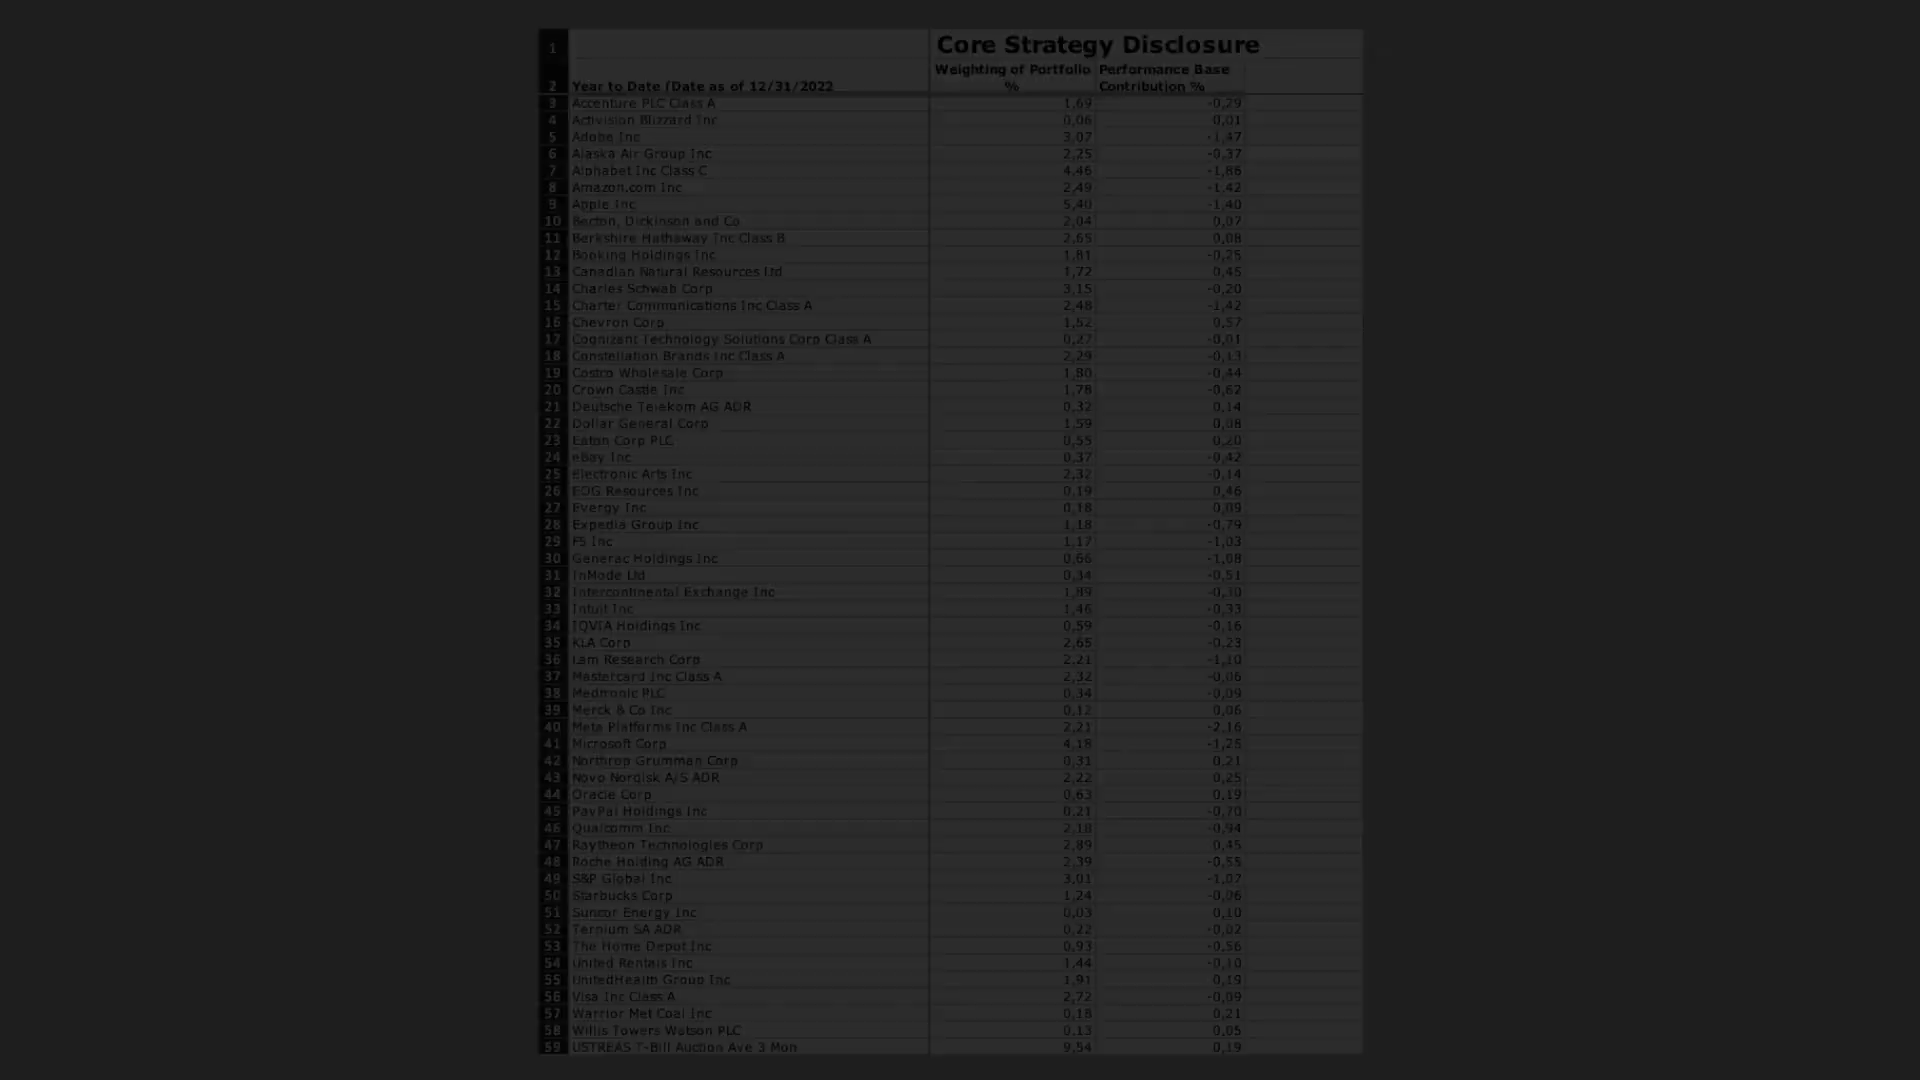 1 Core Strategy Disclosure
Weighting of Portfolio Performance Base
2 Year to Date (Date as of 12/31/2022 % Contribution %
3 Accenture PLC Class A 1,69 -0,29
4 Activision Blizzard Inc 0,06 0,01
5 Adobe Inc 3,07 -1,47
6 Alaska Air Group Inc 2,25 -0,37
7 Alphabet Inc Class C 4,46 -1,86
8 Amazon.com Inc 2,49 -1,42
9 Apple Inc 5,40 -1,40
10 Becton, Dickinson and Co 2,04 0,07
11 Berkshire Hathaway Inc Class B 2,65 0,08
12 Booking Holdings Inc 1,81 -0,25
13 Canadian Natural Resources Ltd 1,72 0,45
14 Charles Schwab Corp 3,15 -0,20
15 Charter Communications Inc Class A 2,48 -1,42
16 Chevron Corp 1,52 0,57
17 Cognizant Technology Solutions Corp Class A 0,27 -0,01
18 Constellation Brands Inc Class A 2,29 -0,13
19 Costco Wholesale Corp 1,80 -0,44
20 Crown Castle Inc 1,78 -0,62
21 Deutsche Telekom AG ADR 0,32 0,14
22 Dollar General Corp 1,59 0,08
23 Eaton Corp PLC 0,55 0,20
24 eBay Inc 0,37 -0,42
25 Electronic Arts Inc 2,32 -0,14
26 EOG Resources Inc 0,19 0,46
27 Evergy Inc 0,18 0,09
28 Expedia Group Inc 1,18 -0,79
29 F5 Inc 1,17 -1,03
30 Generac Holdings Inc 0,66 -1,08
31 InMode Ltd 0,34 -0,51
32 Intercontinental Exchange Inc 1,89 -0,30
33 Intuit Inc 1,46 -0,33
34 IQVIA Holdings Inc 0,59 -0,16
35 KLA Corp 2,65 -0,23
36 Lam Research Corp 2,21 -1,10
37 Mastercard Inc Class A 2,32 -0,06
38 Medtronic PLC 0,34 -0,09
39 Merck & Co Inc 0,12 0,06
40 Meta Platforms Inc Class A 2,21 -2,16
41 Microsoft Corp 4,18 -1,25
42 Northrop Grumman Corp 0,31 0,21
43 Novo Nordisk A/S ADR 2,22 0,25
44 Oracle Corp 0,63 0,19
45 PayPal Holdings Inc 0,21 -0,70
46 Qualcomm Inc 2,18 -0,94
47 Raytheon Technologies Corp 2,89 0,45
48 Roche Holding AG ADR 2,39 -0,55
49 S&P Global Inc 3,01 -1,07
50 Starbucks Corp 1,24 -0,06
51 Suncor Energy Inc 0,03 0,10
52 Ternium SA ADR 0,22 -0,02
53 The Home Depot Inc 0,93 -0,56
54 United Rentals Inc 1,44 -0,10
55 UnitedHealth Group Inc 1,91 0,19
56 Visa Inc Class A 2,72 -0,09
57 Warrior Met Coal Inc 0,18 0,21
58 Willis Towers Watson PLC 0,13 0,05
59 USTREAS T-Bill Auction Ave 3 Mon 9,54 0,19